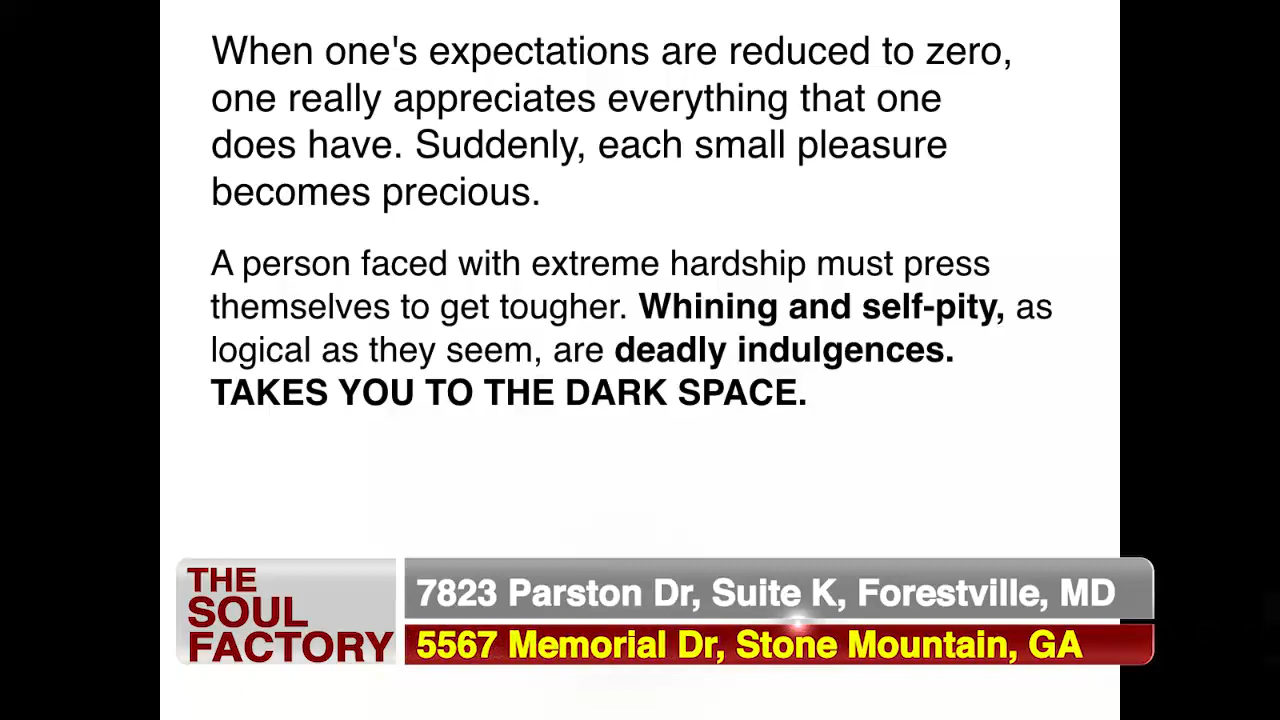 When one's expectations are reduced to zero,
one really appreciates everything that one
does have. Suddenly, each small pleasure
becomes precious.
A person faced with extreme hardship must press
themselves to get tougher. Whining and self-pity, as
logical as they seem, are deadly indulgences.
TAKES YOU TO THE DARK SPACE.
THE
SOUL
FACTORY
7823 Parston Dr, Suite K, Forestville, MD
5567 Memorial Dr, Stone Mountain, GA